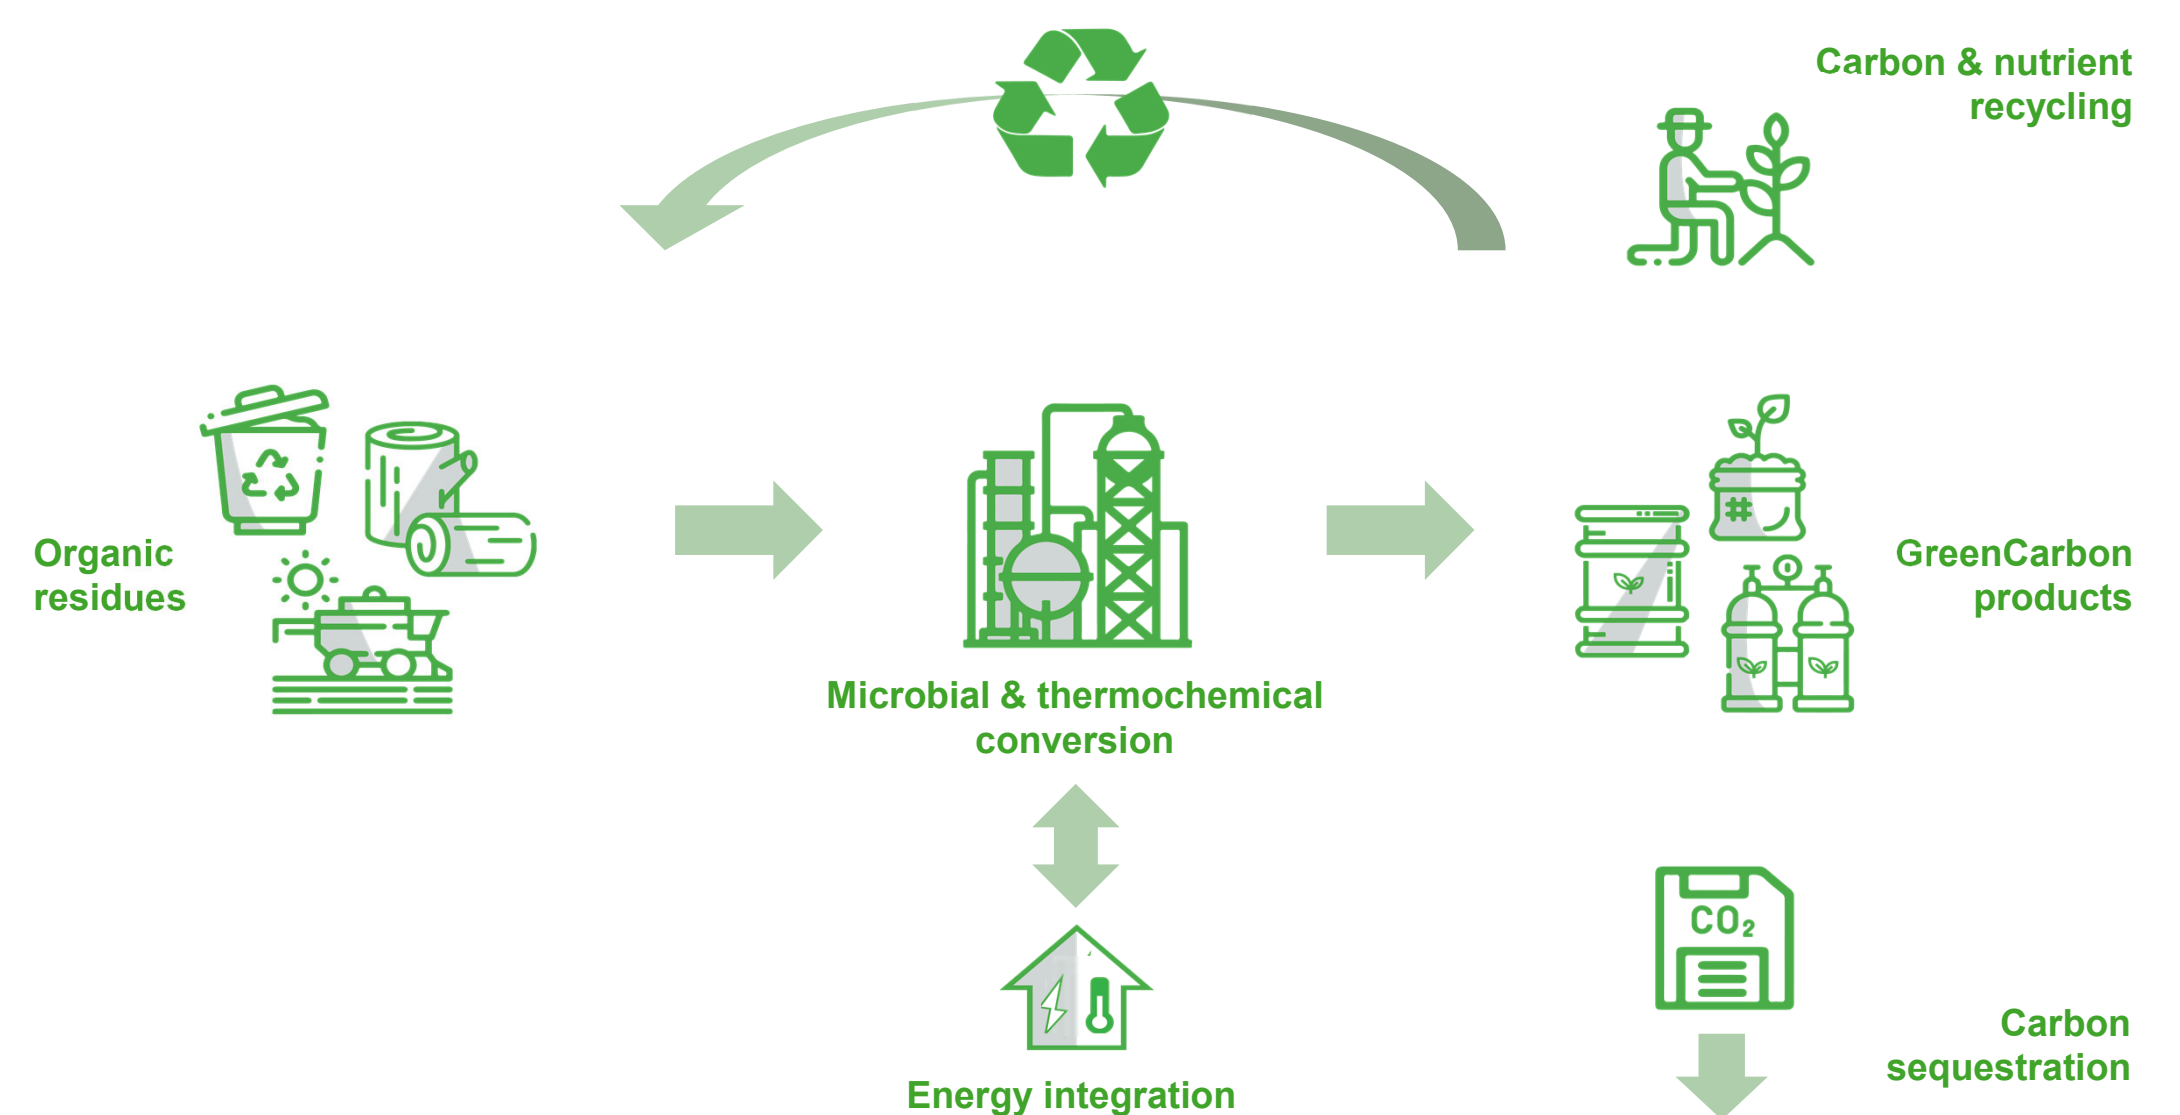 Carbon & nutrient
recycling
Organic
residues
Microbial & thermochemical
conversion
GreenCarbon
products
CO₂
Energy integration
Carbon
sequestration